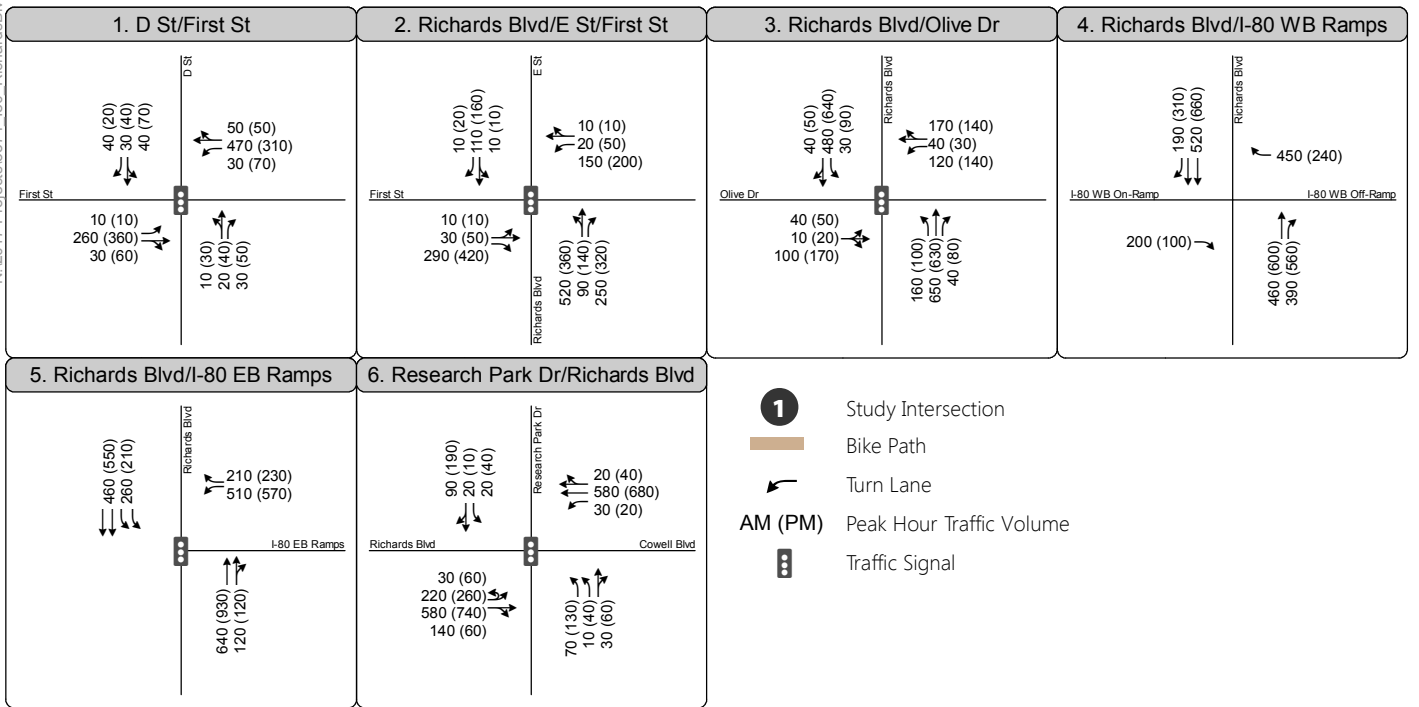 1. D St/First St
D St
40 (20)
30 (40)
40 (70)
50 (50)
470 (310)
30 (70)
First St
10 (10)
260 (360)
30 (60)
10 (30)
20 (40)
30 (50)
2. Richards Blvd/E St/First St
E St
10 (20)
110 (160)
10 (10)
10 (10)
20 (50)
150 (200)
First St
10 (10)
30 (50)
290 (420)
Richards Blvd
520 (360)
90 (140)
250 (320)
3. Richards Blvd/Olive Dr
Richards Blvd
40 (50)
480 (640)
30 (90)
170 (140)
40 (30)
120 (140)
Olive Dr
40 (50)
10 (20)
100 (170)
160 (100)
650 (630)
40 (80)
4. Richards Blvd/I-80 WB Ramps
Richards Blvd
190 (310)
520 (660)
450 (240)
I-80 WB On-Ramp
I-80 WB Off-Ramp
200 (100)
460 (600)
390 (560)
5. Richards Blvd/I-80 EB Ramps
Richards Blvd
460 (550)
260 (210)
210 (230)
510 (570)
I-80 EB Ramps
640 (930)
120 (120)
6. Research Park Dr/Richards Blvd
Research Park Dr
90 (190)
20 (10)
20 (40)
20 (40)
580 (680)
30 (20)
Richards Blvd
Cowell Blvd
30 (60)
220 (260)
580 (740)
140 (60)
70 (130)
10 (40)
30 (60)
1 Study Intersection
Bike Path
Turn Lane
AM (PM) Peak Hour Traffic Volume
Traffic Signal